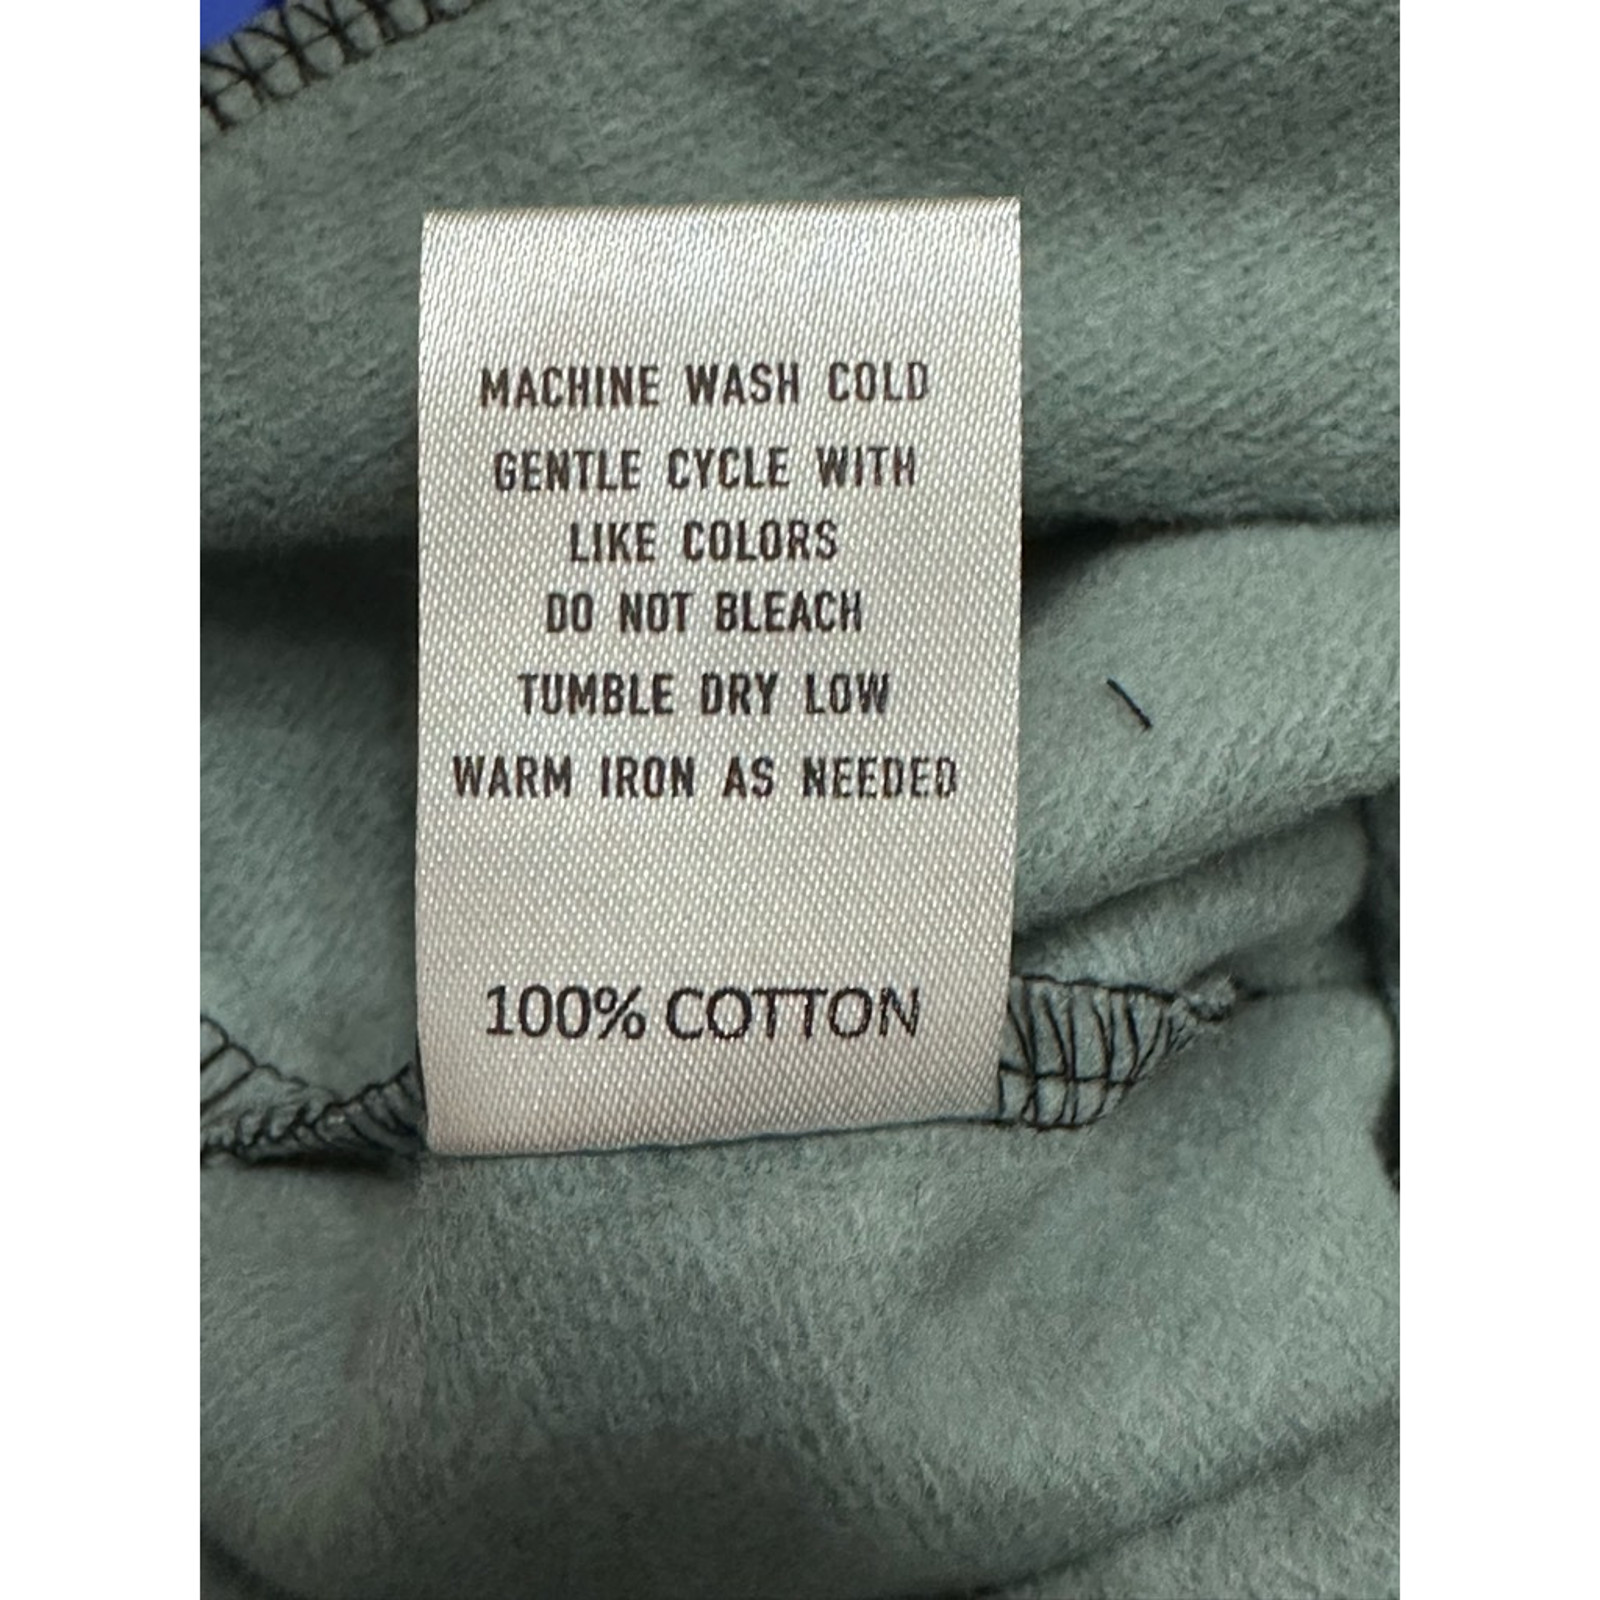 MACHINE WASH COLD
GENTLE CYCLE WITH
LIKE COLORS
DO NOT BLEACH
TUMBLE DRY LOW
WARM IRON AS NEEDED
100% COTTON